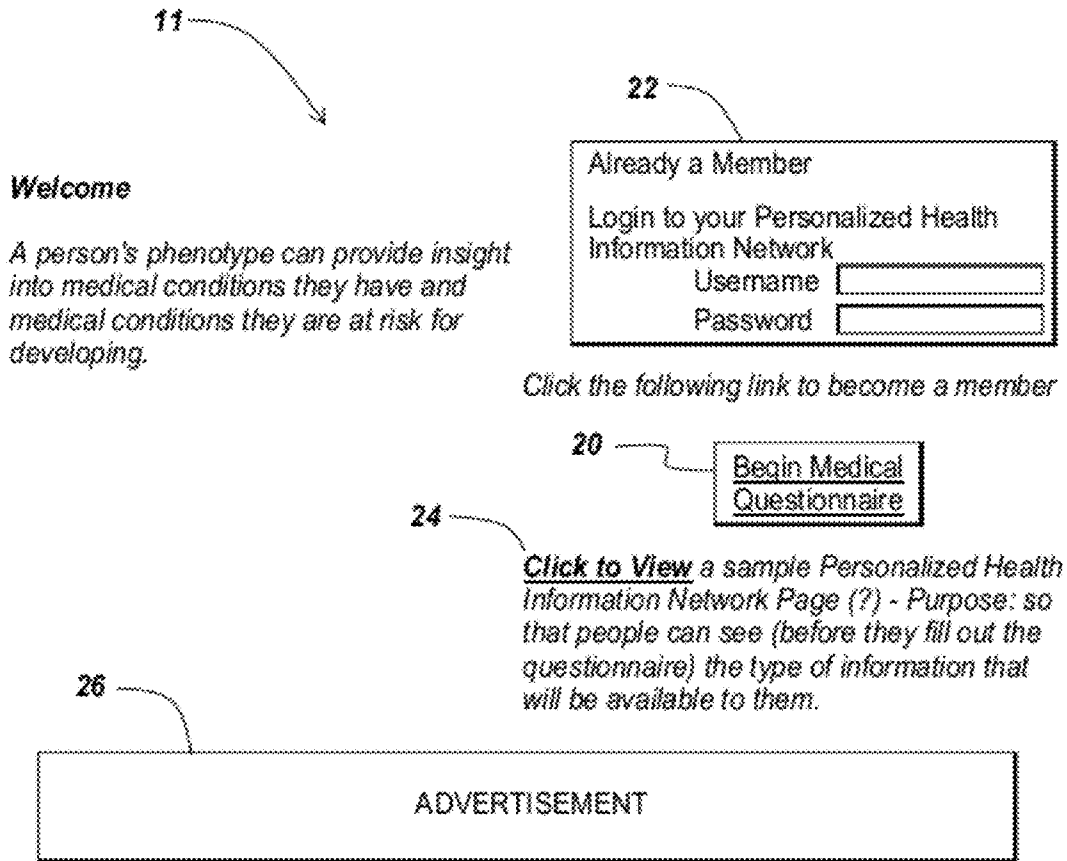 11
Welcome
A person's phenotype can provide insight
into medical conditions they have and
medical conditions they are at risk for
developing.
22
Already a Member
Login to your Personalized Health
Information Network
Username
Password
Click the following link to become a member
20
Begin Medical
Questionnaire
24
Click to View a sample Personalized Health
Information Network Page (?) - Purpose: so
that people can see (before they fill out the
questionnaire) the type of information that
will be available to them.
26
ADVERTISEMENT